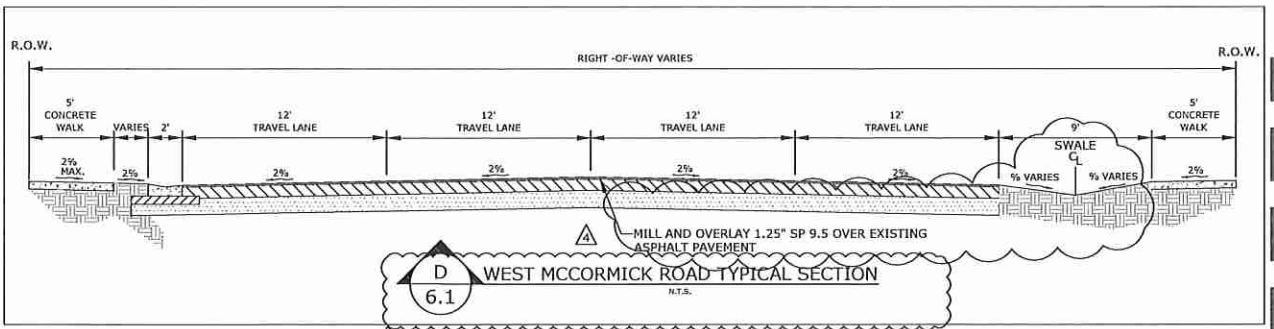 R.O.W.
R.O.W.
RIGHT -OF-WAY VARIES
5'
CONCRETE
WALK
VARIES
2'
12'
TRAVEL LANE
12'
TRAVEL LANE
12'
TRAVEL LANE
12'
TRAVEL LANE
9'
SWALE
CL
5'
CONCRETE
WALK
2%
MAX.
2%
2%
2%
2%
2%
% VARIES
% VARIES
2%
4
MILL AND OVERLAY 1.25" SP 9.5 OVER EXISTING
ASPHALT PAVEMENT
D
6.1
WEST MCCORMICK ROAD TYPICAL SECTION
N.T.S.